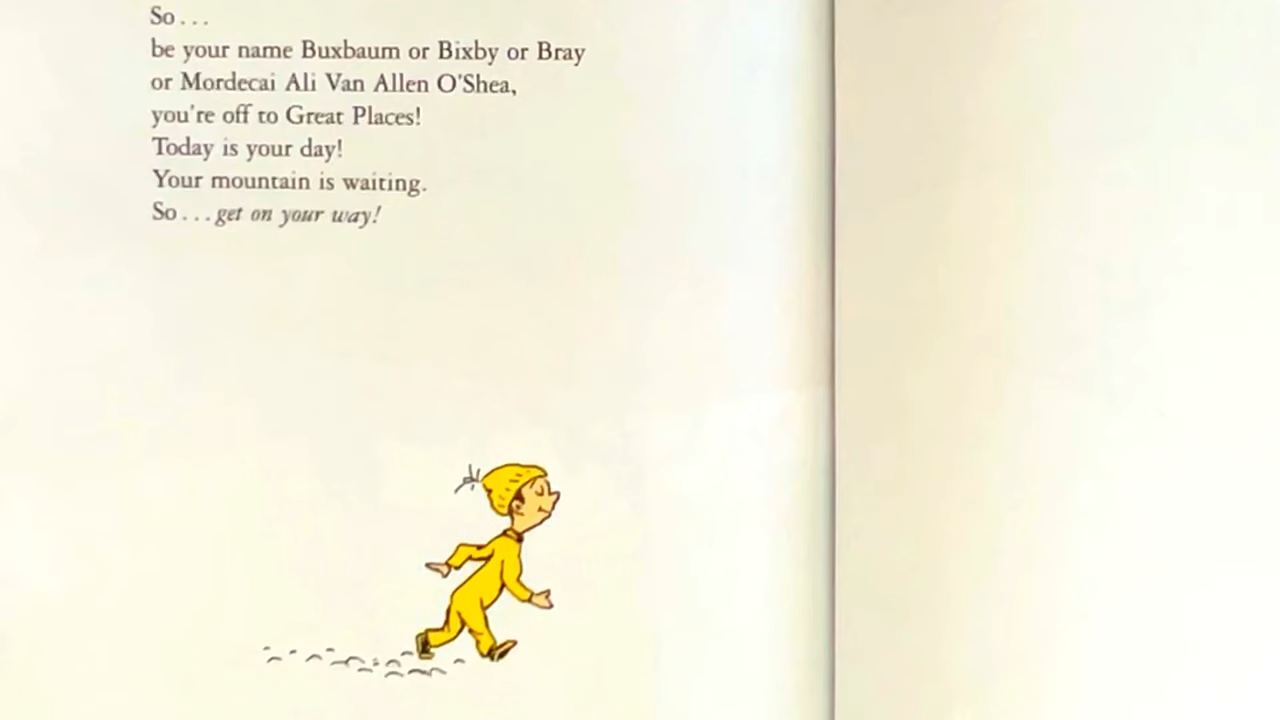 So...
be your name Buxbaum or Bixby or Bray
or Mordecai Ali Van Allen O'Shea,
you're off to Great Places!
Today is your day!
Your mountain is waiting.
So...get on your way!